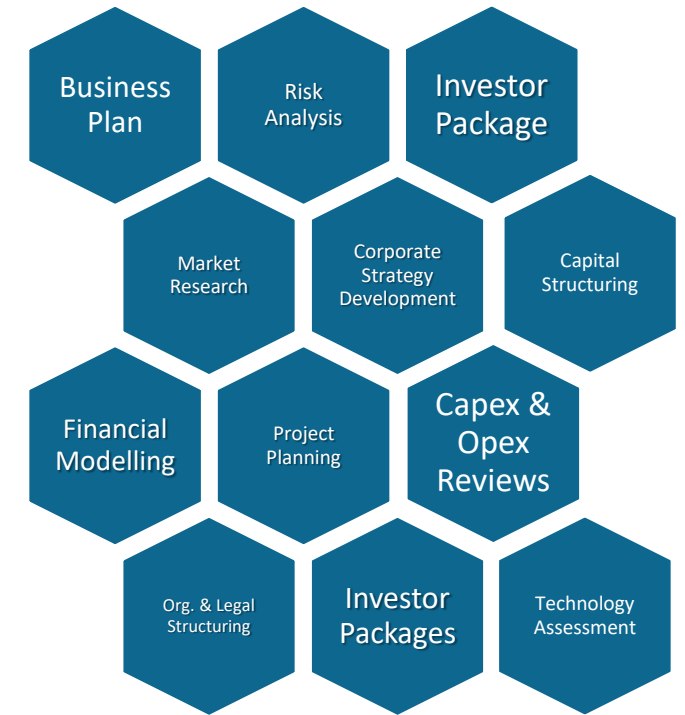 Business
Plan
Risk
Analysis
Investor
Package
Market
Research
Corporate
Strategy
Development
Capital
Structuring
Financial
Modelling
Project
Planning
Capex &
Opex
Reviews
Org. & Legal
Structuring
Investor
Packages
Technology
Assessment